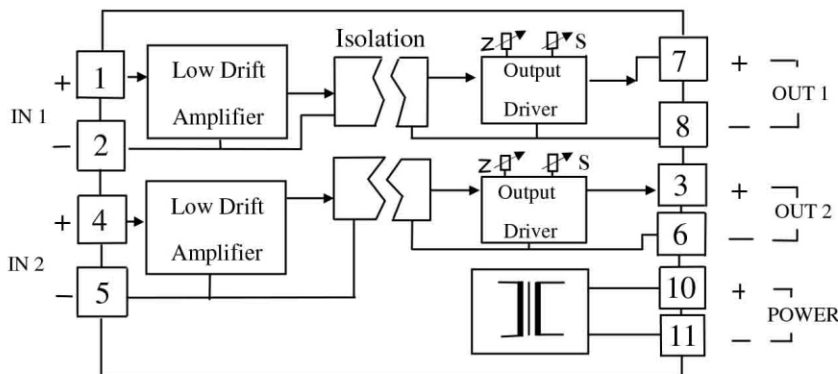 Isolation
Z S
1
Low Drift
Amplifier
Output
Driver
7
+
+
IN 1
OUT 1
2
−
8
−
Z S
4
Low Drift
Amplifier
Output
Driver
3
+
+
IN 2
OUT 2
5
−
6
−
10
+
POWER
11
−